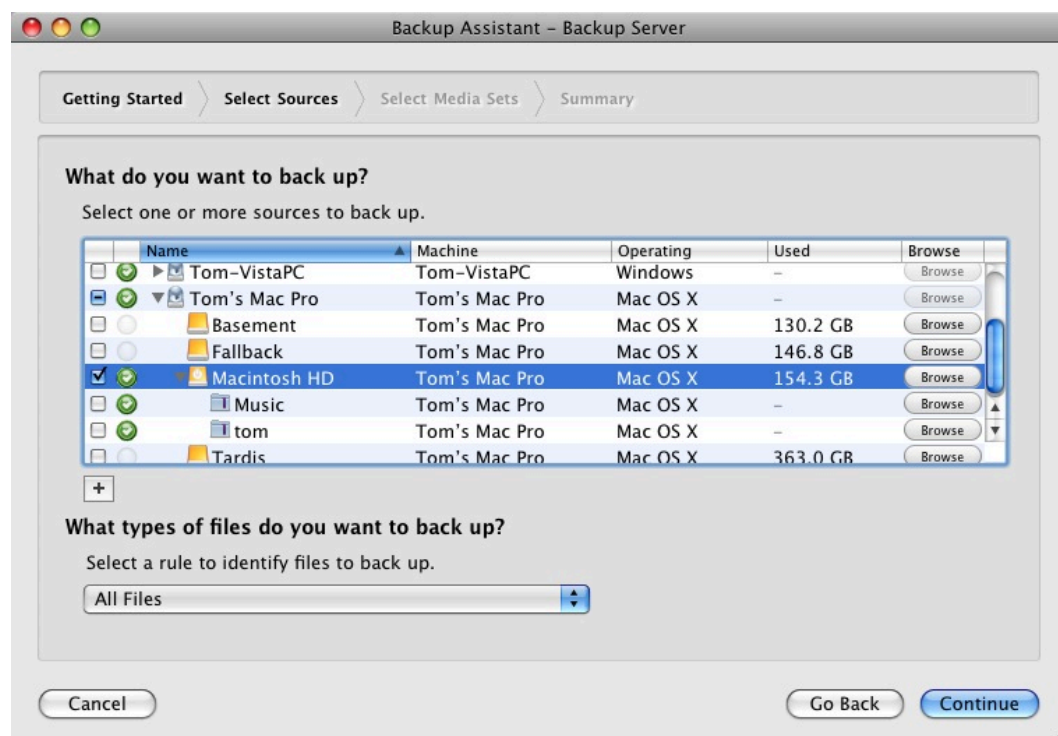 Backup Assistant – Backup Server
Getting Started Select Sources Select Media Sets Summary
What do you want to back up?
Select one or more sources to back up.
Name Machine Operating Used Browse
Tom-VistaPC Tom-VistaPC Windows – Browse
Tom's Mac Pro Tom's Mac Pro Mac OS X – Browse
Basement Tom's Mac Pro Mac OS X 130.2 GB Browse
Fallback Tom's Mac Pro Mac OS X 146.8 GB Browse
Macintosh HD Tom's Mac Pro Mac OS X 154.3 GB Browse
Music Tom's Mac Pro Mac OS X – Browse
tom Tom's Mac Pro Mac OS X – Browse
Tardis Tom's Mac Pro Mac OS X 363.0 GB Browse
+
What types of files do you want to back up?
Select a rule to identify files to back up.
All Files
Cancel Go Back Continue